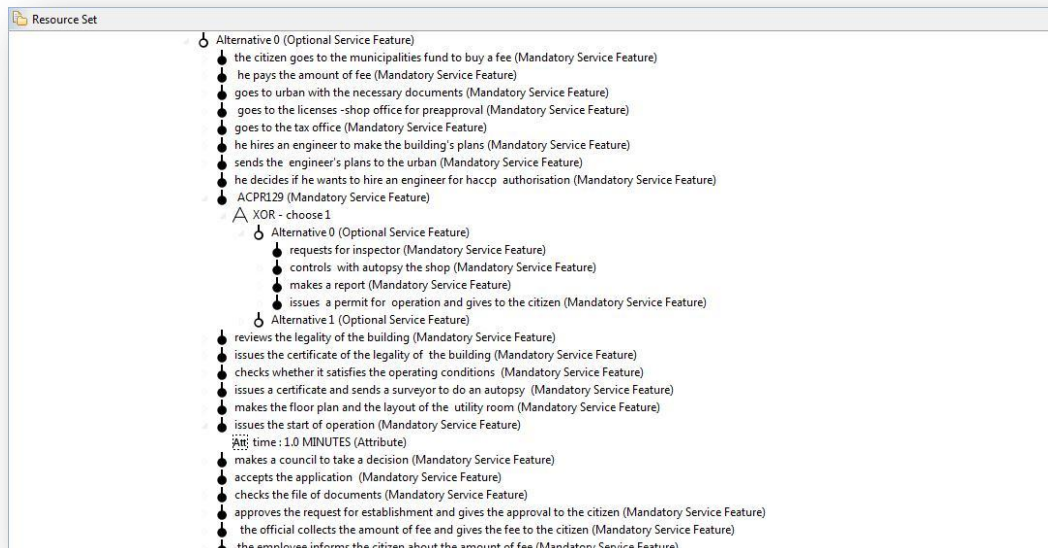 Resource Set
Alternative 0 (Optional Service Feature)
the citizen goes to the municipalities fund to buy a fee (Mandatory Service Feature)
he pays the amount of fee (Mandatory Service Feature)
goes to urban with the necessary documents (Mandatory Service Feature)
goes to the licenses -shop office for preapproval (Mandatory Service Feature)
goes to the tax office (Mandatory Service Feature)
he hires an engineer to make the building's plans (Mandatory Service Feature)
sends the engineer's plans to the urban (Mandatory Service Feature)
he decides if he wants to hire an engineer for haccp authorisation (Mandatory Service Feature)
ACPR129 (Mandatory Service Feature)
XOR - choose 1
Alternative 0 (Optional Service Feature)
requests for inspector (Mandatory Service Feature)
controls with autopsy the shop (Mandatory Service Feature)
makes a report (Mandatory Service Feature)
issues a permit for operation and gives to the citizen (Mandatory Service Feature)
Alternative 1 (Optional Service Feature)
reviews the legality of the building (Mandatory Service Feature)
issues the certificate of the legality of the building (Mandatory Service Feature)
checks whether it satisfies the operating conditions (Mandatory Service Feature)
issues a certificate and sends a surveyor to do an autopsy (Mandatory Service Feature)
makes the floor plan and the layout of the utility room (Mandatory Service Feature)
issues the start of operation (Mandatory Service Feature)
Att time : 1.0 MINUTES (Attribute)
makes a council to take a decision (Mandatory Service Feature)
accepts the application (Mandatory Service Feature)
checks the file of documents (Mandatory Service Feature)
approves the request for establishment and gives the approval to the citizen (Mandatory Service Feature)
the official collects the amount of fee and gives the fee to the citizen (Mandatory Service Feature)
the employee informs the citizen about the amount of fee (Mandatory Service Feature)